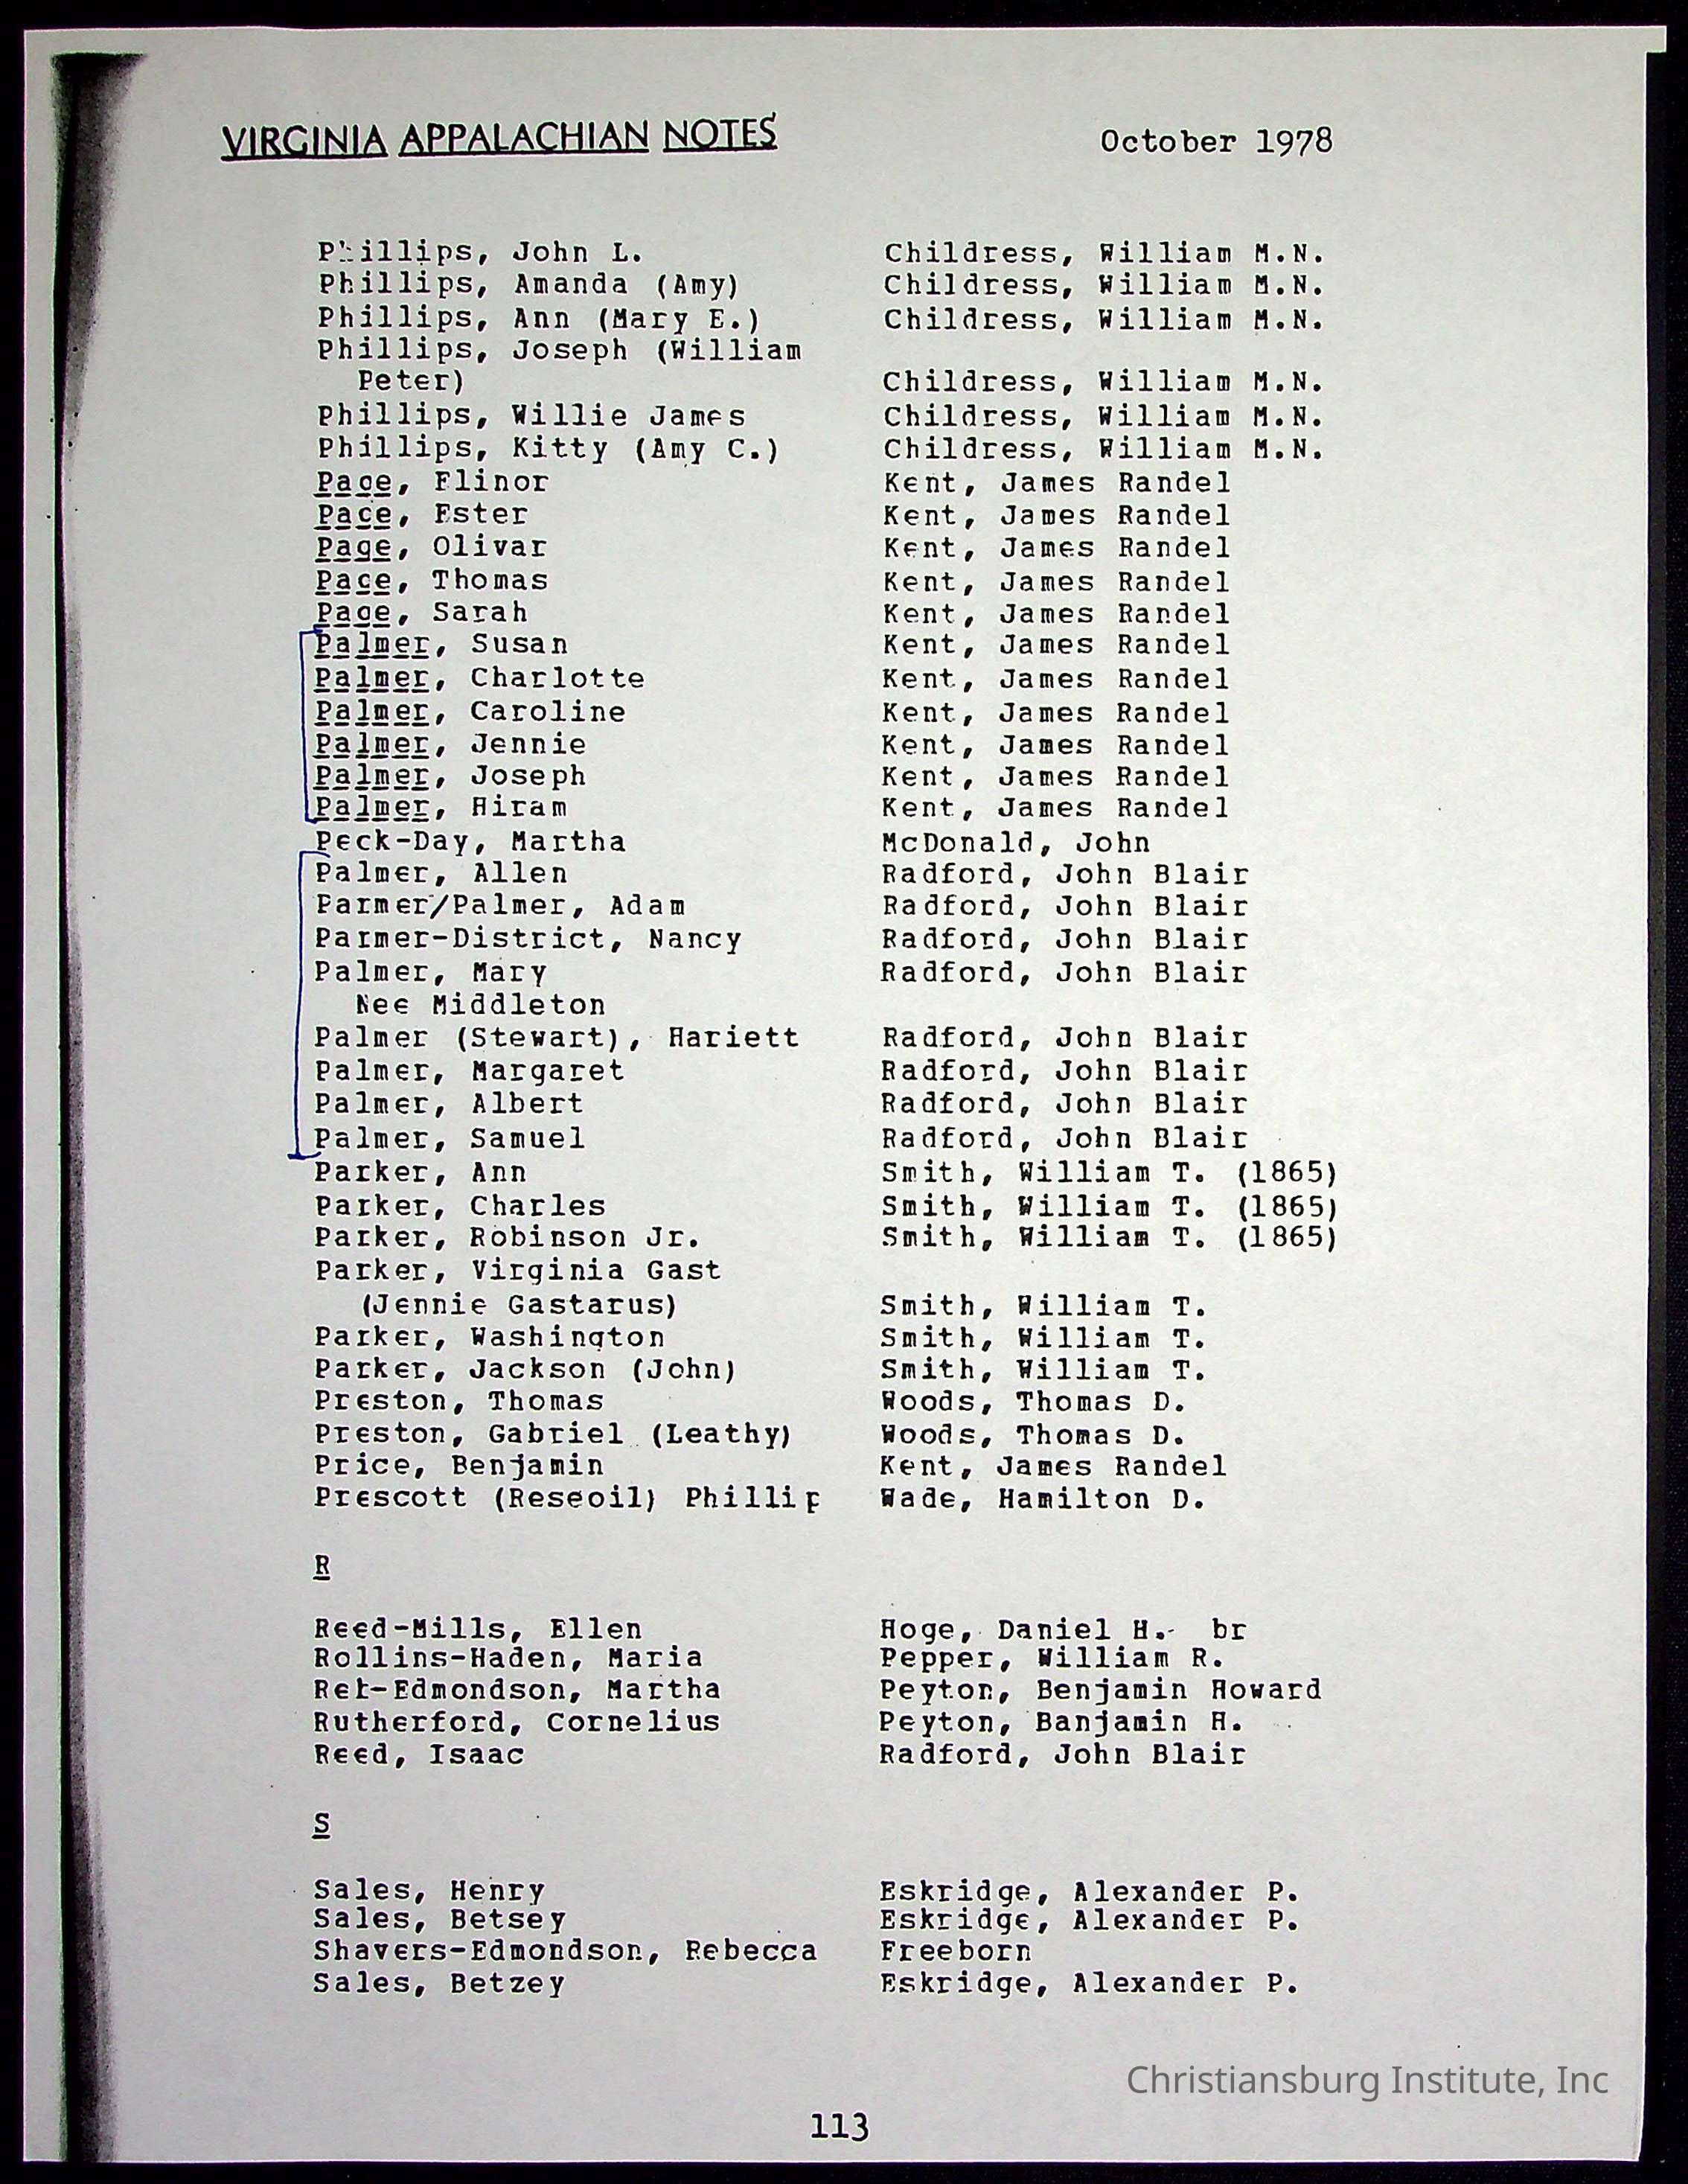 VIRGINIA APPALACHIAN NOTES October 1978
Phillips, John L. Childress, William M.N.
Phillips, Amanda (Amy) Childress, William M.N.
Phillips, Ann (Mary E.) Childress, William M.N.
Phillips, Joseph (William
Peter) Childress, William M.N.
Phillips, Willie James Childress, William M.N.
Phillips, Kitty (Amy C.) Childress, William M.N.
Page, Elinor Kent, James Randel
Page, Ester Kent, James Randel
Page, Olivar Kent, James Randel
Page, Thomas Kent, James Randel
Page, Sarah Kent, James Randel
Palmer, Susan Kent, James Randel
Palmer, Charlotte Kent, James Randel
Palmer, Caroline Kent, James Randel
Palmer, Jennie Kent, James Randel
Palmer, Joseph Kent, James Randel
Palmer, Hiram Kent, James Randel
Peck-Day, Martha McDonald, John
Palmer, Allen Radford, John Blair
Parmer/Palmer, Adam Radford, John Blair
Parmer-District, Nancy Radford, John Blair
Palmer, Mary Radford, John Blair
Nee Middleton
Palmer (Stewart), Hariett Radford, John Blair
Palmer, Margaret Radford, John Blair
Palmer, Albert Radford, John Blair
Palmer, Samuel Radford, John Blair
Parker, Ann Smith, William T. (1865)
Parker, Charles Smith, William T. (1865)
Parker, Robinson Jr. Smith, William T. (1865)
Parker, Virginia Gast
(Jennie Gastarus) Smith, William T.
Parker, Washington Smith, William T.
Parker, Jackson (John) Smith, William T.
Preston, Thomas Woods, Thomas D.
Preston, Gabriel (Leathy) Woods, Thomas D.
Price, Benjamin Kent, James Randel
Prescott (Reseoil) Phillip Wade, Hamilton D.
R
Reed-Mills, Ellen Hoge, Daniel H.- br
Rollins-Haden, Maria Pepper, William R.
Edmondson, Martha Peyton, Benjamin Howard
Rutherford, Cornelius Peyton, Banjamin H.
Reed, Isaac Radford, John Blair
S
Sales, Henry Eskridge, Alexander P.
Sales, Betsey Eskridge, Alexander P.
Shavers-Edmondson, Rebecca Freeborn
Sales, Betzey Eskridge, Alexander P.
Christiansburg Institute, Inc
113